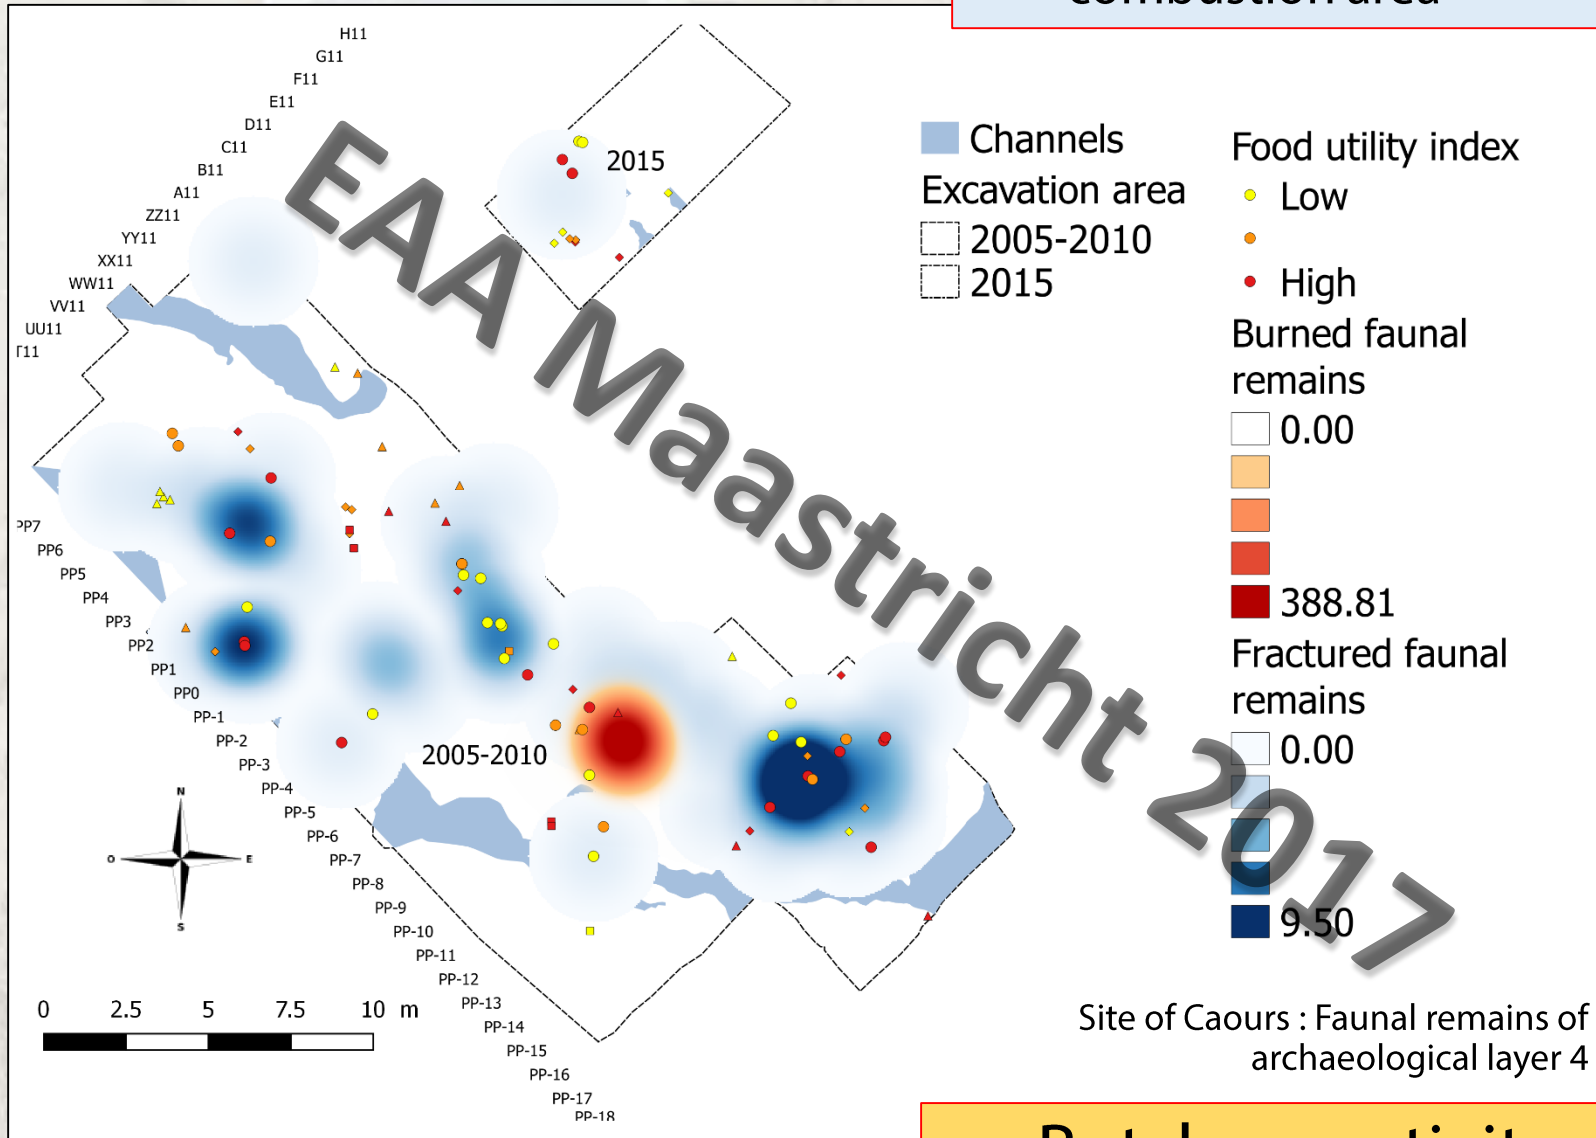 combustion area
H11
G11
F11
E11
D11
C11
B11
A11
ZZ11
YY11
XX11
WW11
VV11
UU11
T11
2015
EAA Maastricht 2017
Channels
Excavation area
2005-2010
2015
Food utility index
Low
High
Burned faunal
remains
0.00
388.81
Fractured faunal
remains
0.00
9.50
PP7
PP6
PP5
PP4
PP3
PP2
PP1
PP0
PP-1
PP-2
PP-3
PP-4
PP-5
PP-6
PP-7
PP-8
PP-9
PP-10
PP-11
PP-12
PP-13
PP-14
PP-15
PP-16
PP-17
PP-18
2005-2010
N
O
E
S
0 2.5 5 7.5 10 m
Site of Caours : Faunal remains of
archaeological layer 4